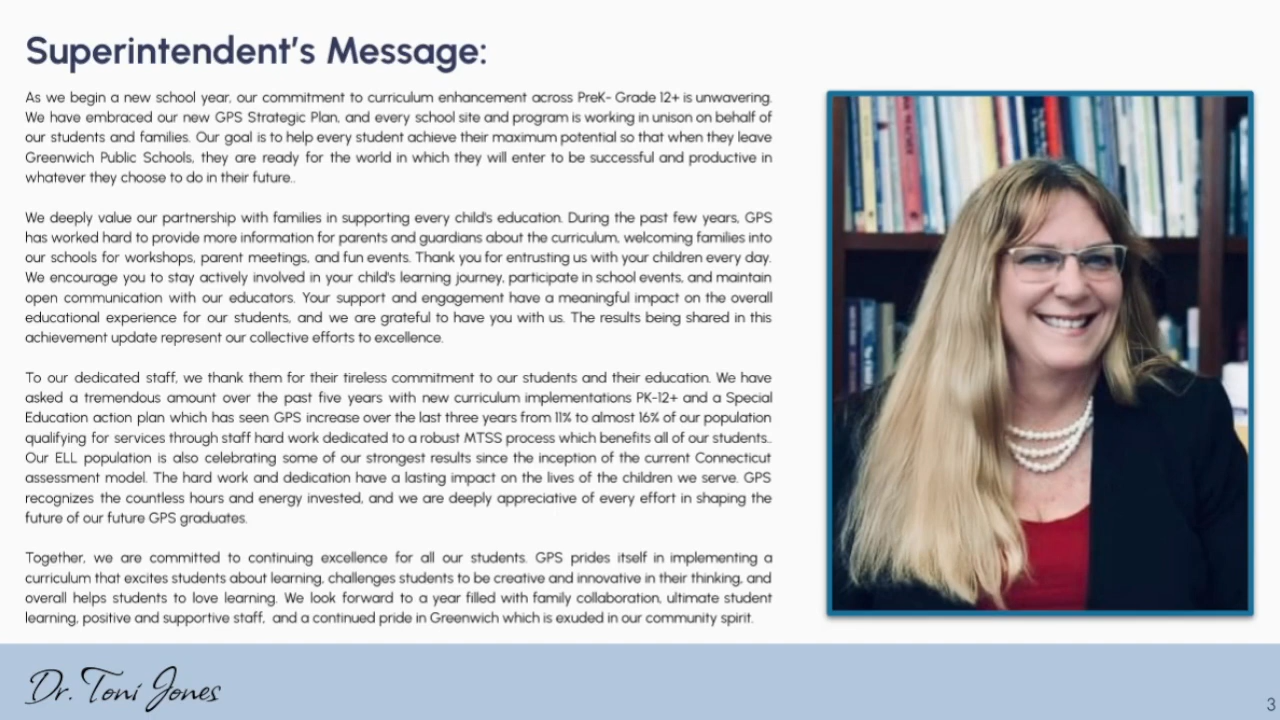 Superintendent's Message:
As we begin a new school year, our commitment to curriculum enhancement across PreK- Grade 12+ is unwavering.
We have embraced our new GPS Strategic Plan, and every school site and program is working in unison on behalf of
our students and families. Our goal is to help every student achieve their maximum potential so that when they leave
Greenwich Public Schools, they are ready for the world in which they will enter to be successful and productive in
whatever they choose to do in their future..
We deeply value our partnership with families in supporting every child's education. During the past few years, GPS
has worked hard to provide more information for parents and guardians about the curriculum, welcoming families into
our schools for workshops, parent meetings, and fun events. Thank you for entrusting us with your children every day.
We encourage you to stay actively involved in your child's learning journey, participate in school events, and maintain
open communication with our educators. Your support and engagement have a meaningful impact on the overall
educational experience for our students, and we are grateful to have you with us. The results being shared in this
achievement update represent our collective efforts to excellence.
To our dedicated staff, we thank them for their tireless commitment to our students and their education. We have
asked a tremendous amount over the past five years with new curriculum implementations PK-12+ and a Special
Education action plan which has seen GPS increase over the last three years from 11% to almost 16% of our population
qualifying for services through staff hard work dedicated to a robust MTSS process which benefits all of our students..
Our ELL population is also celebrating some of our strongest results since the inception of the current Connecticut
assessment model. The hard work and dedication have a lasting impact on the lives of the children we serve. GPS
recognizes the countless hours and energy invested, and we are deeply appreciative of every effort in shaping the
future of our future GPS graduates.
Together, we are committed to continuing excellence for all our students. GPS prides itself in implementing a
curriculum that excites students about learning, challenges students to be creative and innovative in their thinking, and
overall helps students to love learning. We look forward to a year filled with family collaboration, ultimate student
learning, positive and supportive staff, and a continued pride in Greenwich which is exuded in our community spirit.
Dr. Toni Jones
3